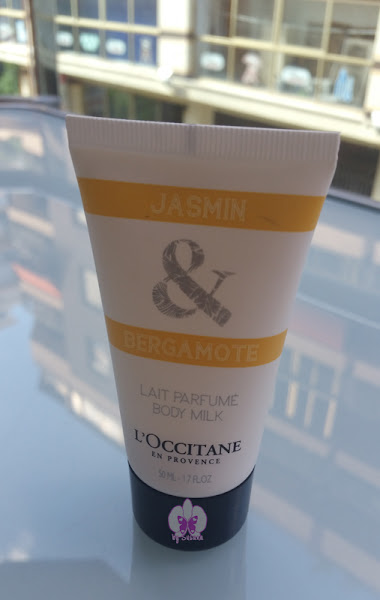 JASMIN
&
BERGAMOTE
LAIT PARFUMÉ
BODY MILK
L'OCCITANE
EN PROVENCE
50 ML - 1.7 FL.OZ